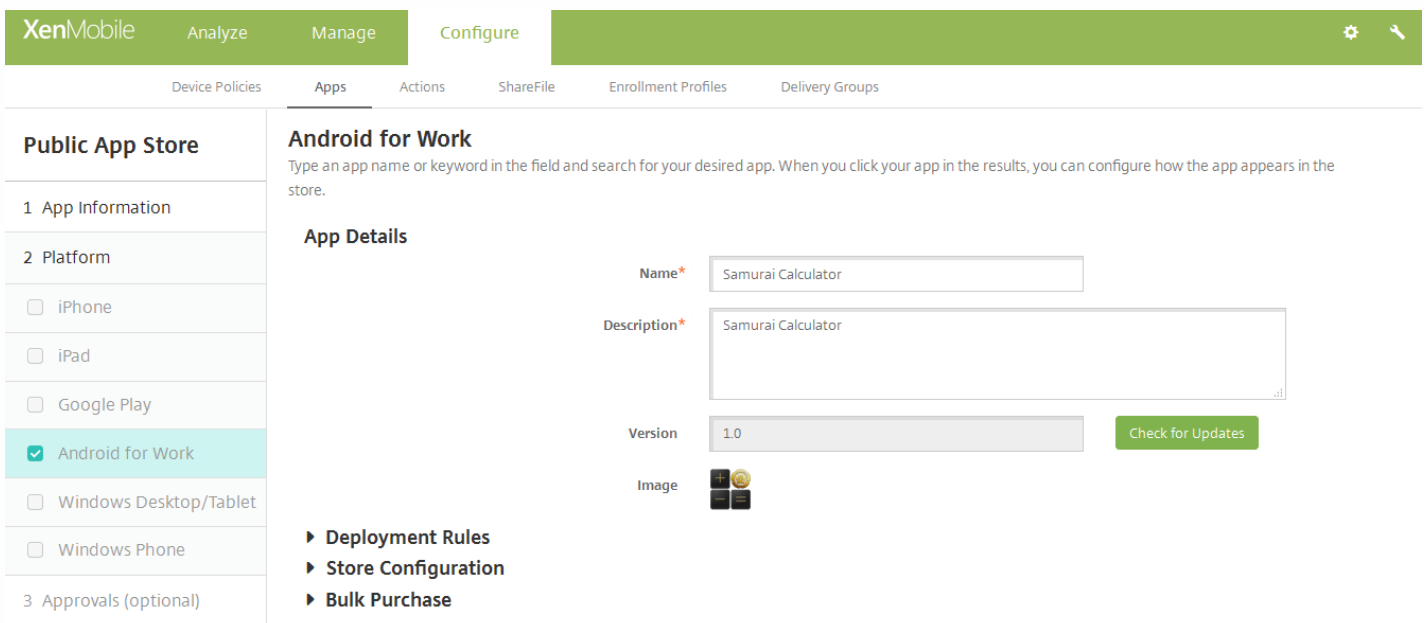 XenMobile Analyze Manage Configure
Device Policies Apps Actions ShareFile Enrollment Profiles Delivery Groups
Public App Store
1 App Information
2 Platform
iPhone
iPad
Google Play
Android for Work
Windows Desktop/Tablet
Windows Phone
3 Approvals (optional)
Android for Work
Type an app name or keyword in the field and search for your desired app. When you click your app in the results, you can configure how the app appears in the
store.
App Details
Name* Samurai Calculator
Description* Samurai Calculator
Version 1.0 Check for Updates
Image
Deployment Rules
Store Configuration
Bulk Purchase